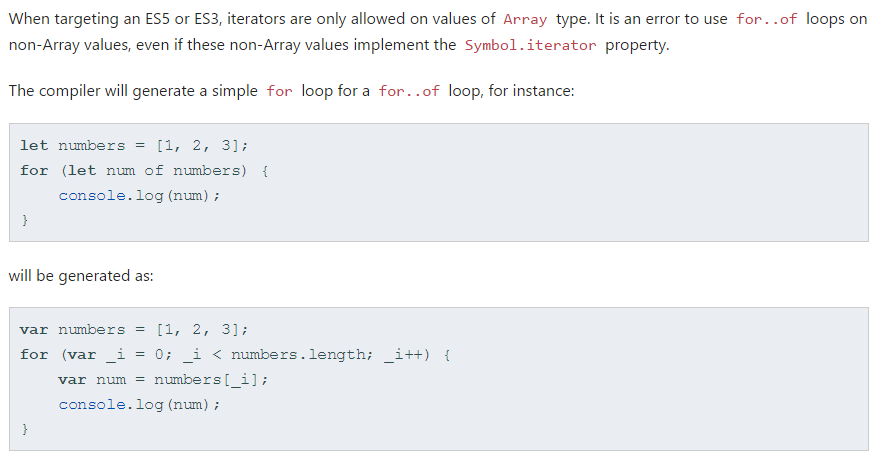 When targeting an ES5 or ES3, iterators are only allowed on values of Array type. It is an error to use for..of loops on
non-Array values, even if these non-Array values implement the Symbol.iterator property.
The compiler will generate a simple for loop for a for..of loop, for instance:
let numbers = [1, 2, 3];
for (let num of numbers) {
    console.log(num);
}
will be generated as:
var numbers = [1, 2, 3];
for (var _i = 0; _i < numbers.length; _i++) {
    var num = numbers[_i];
    console.log(num);
}